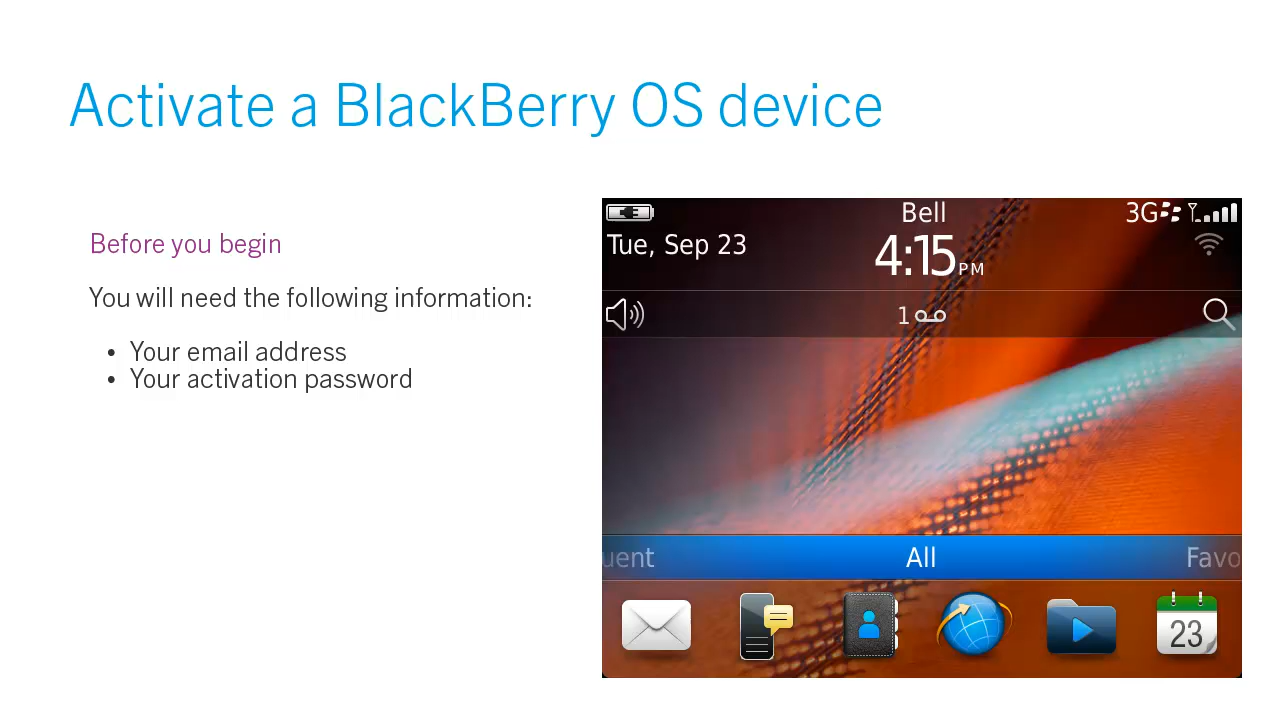 Activate a BlackBerry OS device
Before you begin
You will need the following information:
• Your email address
• Your activation password
Bell
3G
Tue, Sep 23
4:15 PM
1
uent
All
Favo
23